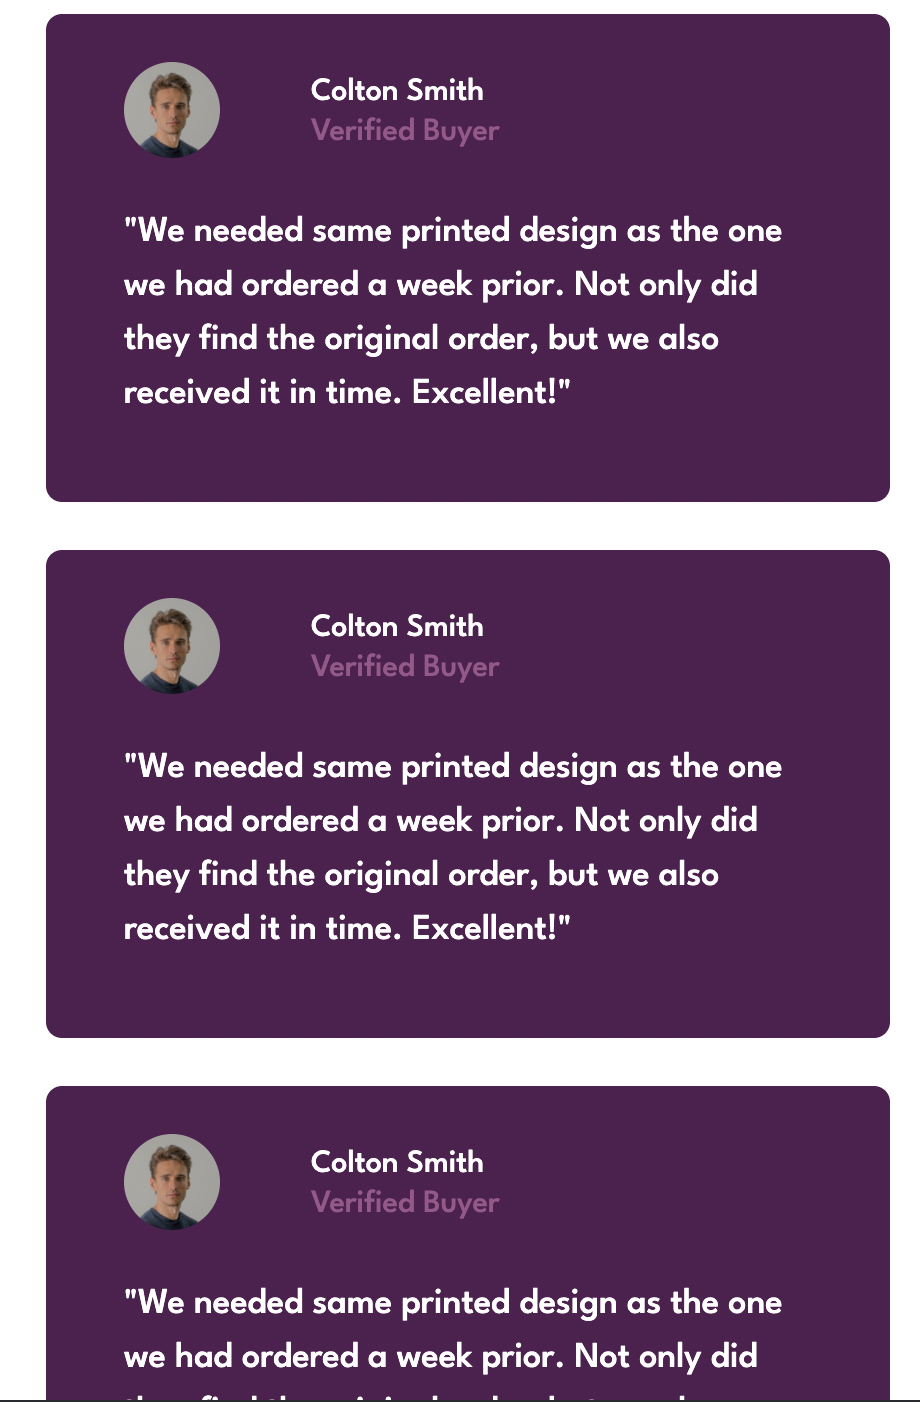 Colton Smith
Verified Buyer
"We needed same printed design as the one
we had ordered a week prior. Not only did
they find the original order, but we also
received it in time. Excellent!"
Colton Smith
Verified Buyer
"We needed same printed design as the one
we had ordered a week prior. Not only did
they find the original order, but we also
received it in time. Excellent!"
Colton Smith
Verified Buyer
"We needed same printed design as the one
we had ordered a week prior. Not only did